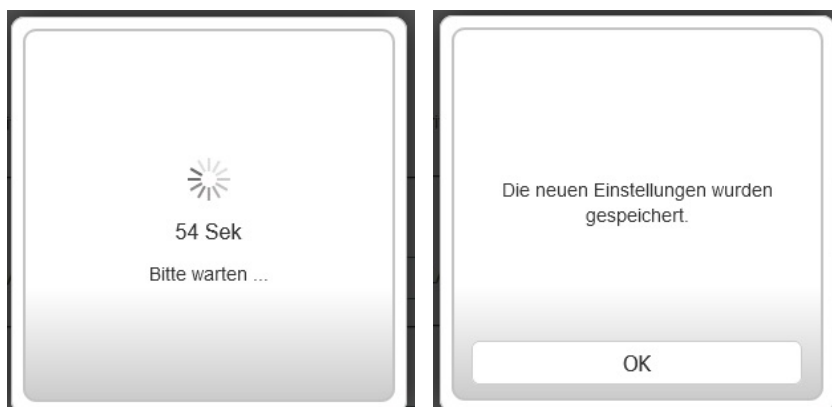 54 Sek
Bitte warten ...
Die neuen Einstellungen wurden
gespeichert.
OK